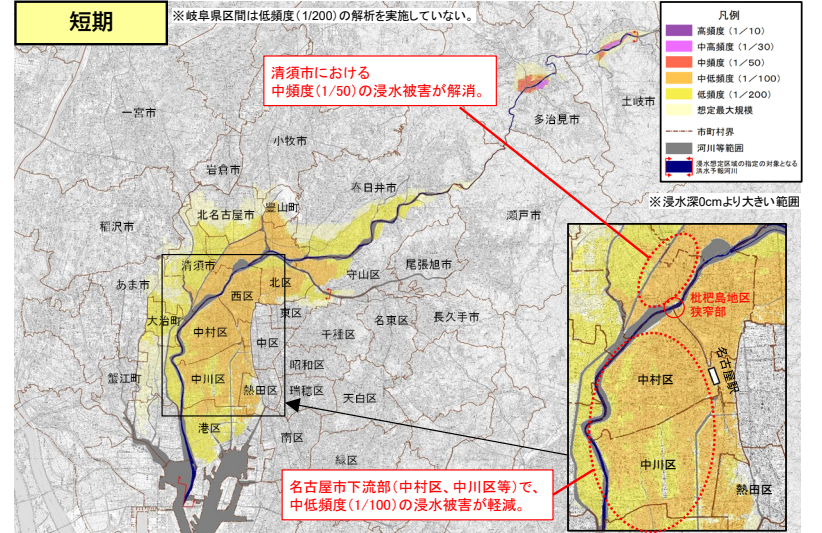 短期
※岐阜県区間は低頻度(1/200)の解析を実施していない。
凡例
高頻度(1/10)
中高頻度(1/30)
中頻度(1/50)
中低頻度(1/100)
低頻度(1/200)
想定最大規模
市町村界
河川等範囲
浸水想定区域の指定の対象となる
洪水予報河川
※浸水深0cmより大きい範囲
清須市における
中頻度(1/50)の浸水被害が解消。
土岐市
多治見市
一宮市
小牧市
岩倉市
春日井市
豊山町
北名古屋市
稲沢市
瀬戸市
清須市
あま市
北区
守山区
尾張旭市
西区
東区
大治町
名東区
長久手市
中村区
千種区
中区
昭和区
蟹江町
中川区
熱田区
瑞穂区
天白区
港区
南区
緑区
枇杷島地区
狭窄部
名古屋駅
中村区
中川区
熱田区
名古屋市下流部(中村区、中川区等)で、
中低頻度(1/100)の浸水被害が軽減。